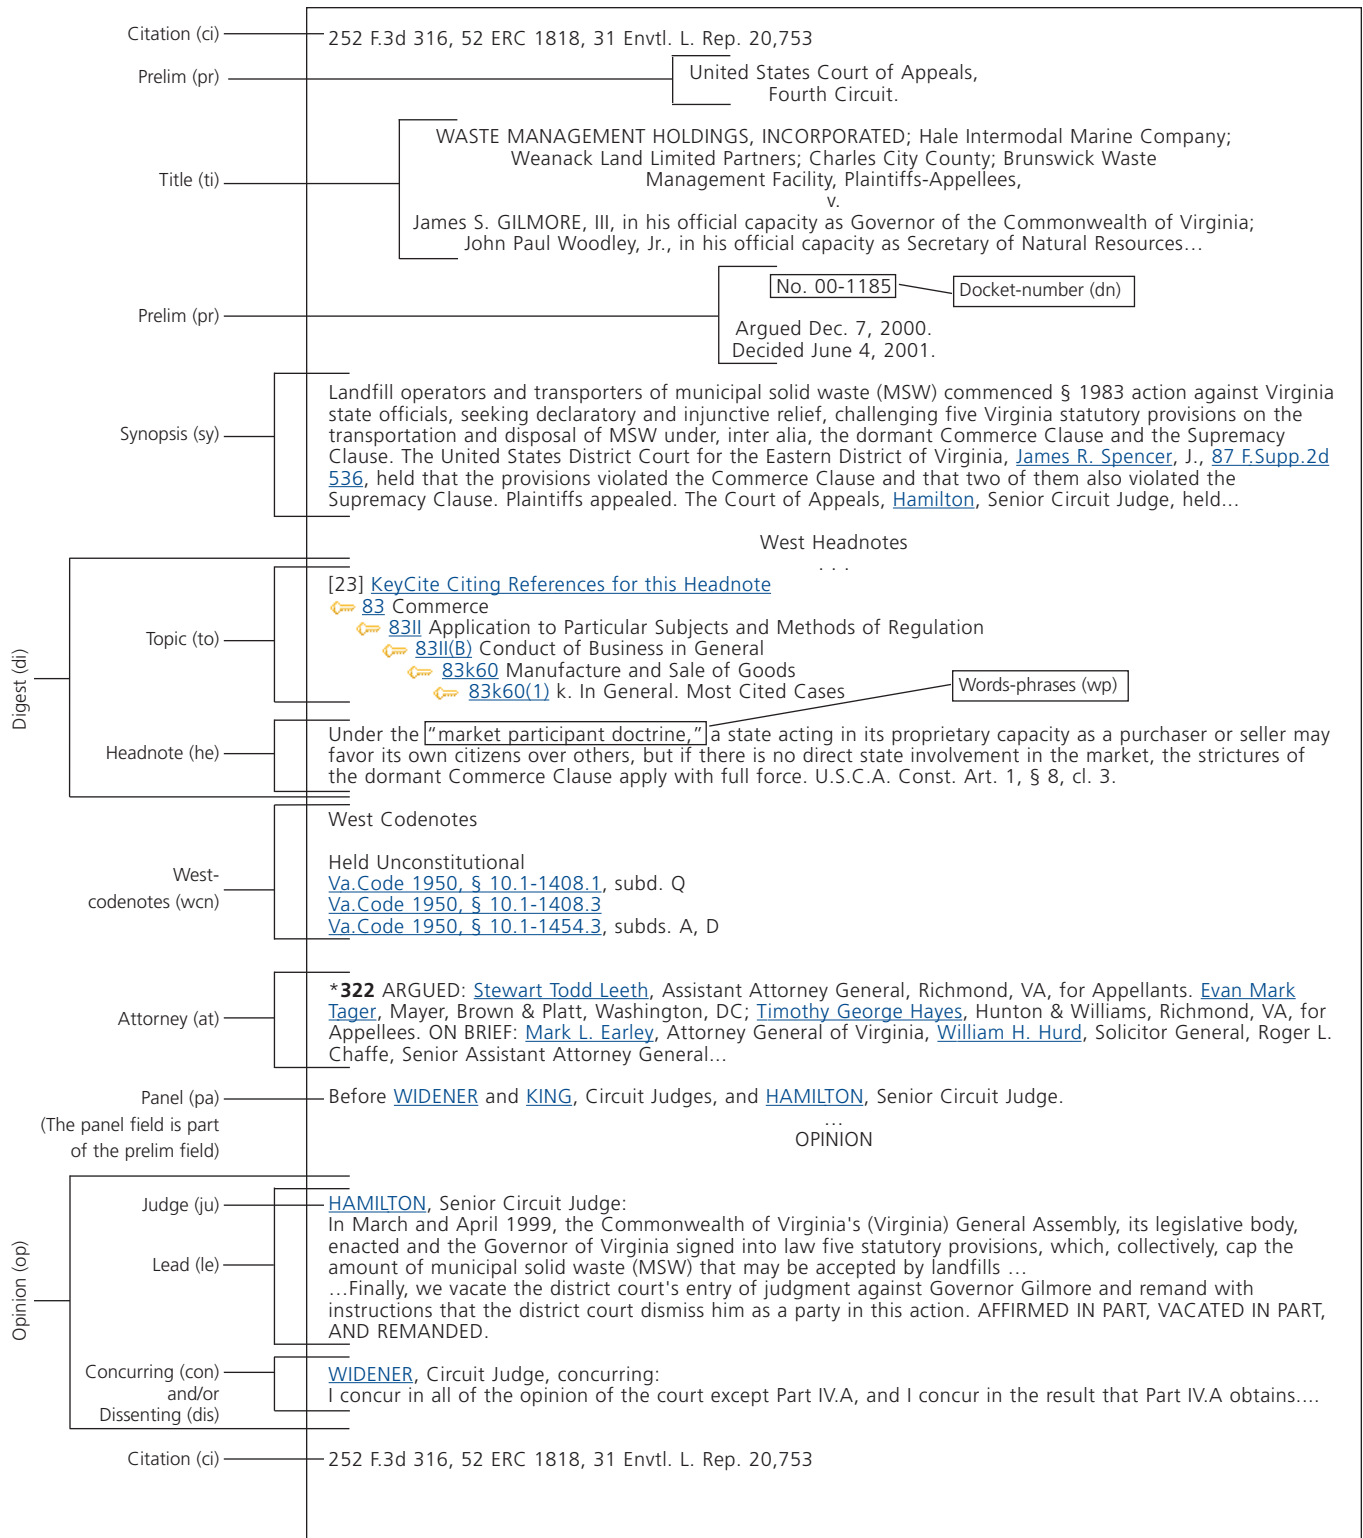 Citation (ci)
252 F.3d 316, 52 ERC 1818, 31 Envtl. L. Rep. 20,753
Prelim (pr)
United States Court of Appeals,
Fourth Circuit.
Title (ti)
WASTE MANAGEMENT HOLDINGS, INCORPORATED; Hale Intermodal Marine Company;
Weanack Land Limited Partners; Charles City County; Brunswick Waste
Management Facility, Plaintiffs-Appellees,
v.
James S. GILMORE, III, in his official capacity as Governor of the Commonwealth of Virginia;
John Paul Woodley, Jr., in his official capacity as Secretary of Natural Resources...
Prelim (pr)
No. 00-1185
Docket-number (dn)
Argued Dec. 7, 2000.
Decided June 4, 2001.
Synopsis (sy)
Landfill operators and transporters of municipal solid waste (MSW) commenced § 1983 action against Virginia
state officials, seeking declaratory and injunctive relief, challenging five Virginia statutory provisions on the
transportation and disposal of MSW under, inter alia, the dormant Commerce Clause and the Supremacy
Clause. The United States District Court for the Eastern District of Virginia, James R. Spencer, J., 87 F.Supp.2d
536, held that the provisions violated the Commerce Clause and that two of them also violated the
Supremacy Clause. Plaintiffs appealed. The Court of Appeals, Hamilton, Senior Circuit Judge, held...
Digest (di)
West Headnotes
. . .
Topic (to)
[23] KeyCite Citing References for this Headnote
83 Commerce
83II Application to Particular Subjects and Methods of Regulation
83II(B) Conduct of Business in General
83k60 Manufacture and Sale of Goods
83k60(1) k. In General. Most Cited Cases
Words-phrases (wp)
Headnote (he)
Under the "market participant doctrine," a state acting in its proprietary capacity as a purchaser or seller may
favor its own citizens over others, but if there is no direct state involvement in the market, the strictures of
the dormant Commerce Clause apply with full force. U.S.C.A. Const. Art. 1, § 8, cl. 3.
West-
codenotes (wcn)
West Codenotes
Held Unconstitutional
Va.Code 1950, § 10.1-1408.1, subd. Q
Va.Code 1950, § 10.1-1408.3
Va.Code 1950, § 10.1-1454.3, subds. A, D
Attorney (at)
*322 ARGUED: Stewart Todd Leeth, Assistant Attorney General, Richmond, VA, for Appellants. Evan Mark
Tager, Mayer, Brown & Platt, Washington, DC; Timothy George Hayes, Hunton & Williams, Richmond, VA, for
Appellees. ON BRIEF: Mark L. Earley, Attorney General of Virginia, William H. Hurd, Solicitor General, Roger L.
Chaffe, Senior Assistant Attorney General...
Panel (pa)
(The panel field is part
of the prelim field)
Before WIDENER and KING, Circuit Judges, and HAMILTON, Senior Circuit Judge.
...
OPINION
Opinion (op)
Judge (ju)
HAMILTON, Senior Circuit Judge:
Lead (le)
In March and April 1999, the Commonwealth of Virginia's (Virginia) General Assembly, its legislative body,
enacted and the Governor of Virginia signed into law five statutory provisions, which, collectively, cap the
amount of municipal solid waste (MSW) that may be accepted by landfills ...
...Finally, we vacate the district court's entry of judgment against Governor Gilmore and remand with
instructions that the district court dismiss him as a party in this action. AFFIRMED IN PART, VACATED IN PART,
AND REMANDED.
Concurring (con)
and/or
Dissenting (dis)
WIDENER, Circuit Judge, concurring:
I concur in all of the opinion of the court except Part IV.A, and I concur in the result that Part IV.A obtains....
Citation (ci)
252 F.3d 316, 52 ERC 1818, 31 Envtl. L. Rep. 20,753